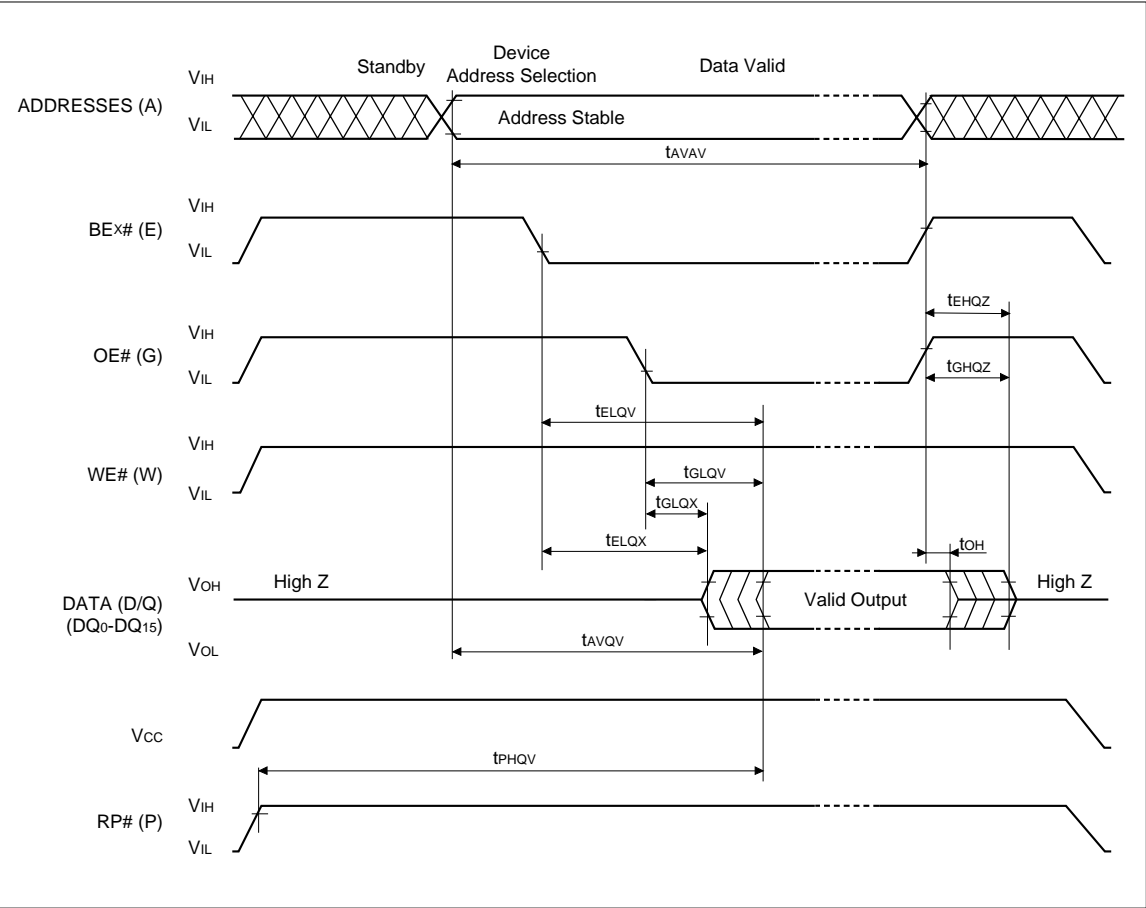 Standby
Device
Address Selection
Data Valid
ADDRESSES (A)
VIH
VIL
Address Stable
tAVAV
BEX# (E)
VIH
VIL
tEHQZ
OE# (G)
VIH
VIL
tGHQZ
tELQV
WE# (W)
VIH
VIL
tGLQV
tGLQX
tELQX
tOH
DATA (D/Q)
(DQ0-DQ15)
VOH
VOL
High Z
Valid Output
High Z
tAVQV
VCC
tPHQV
RP# (P)
VIH
VIL